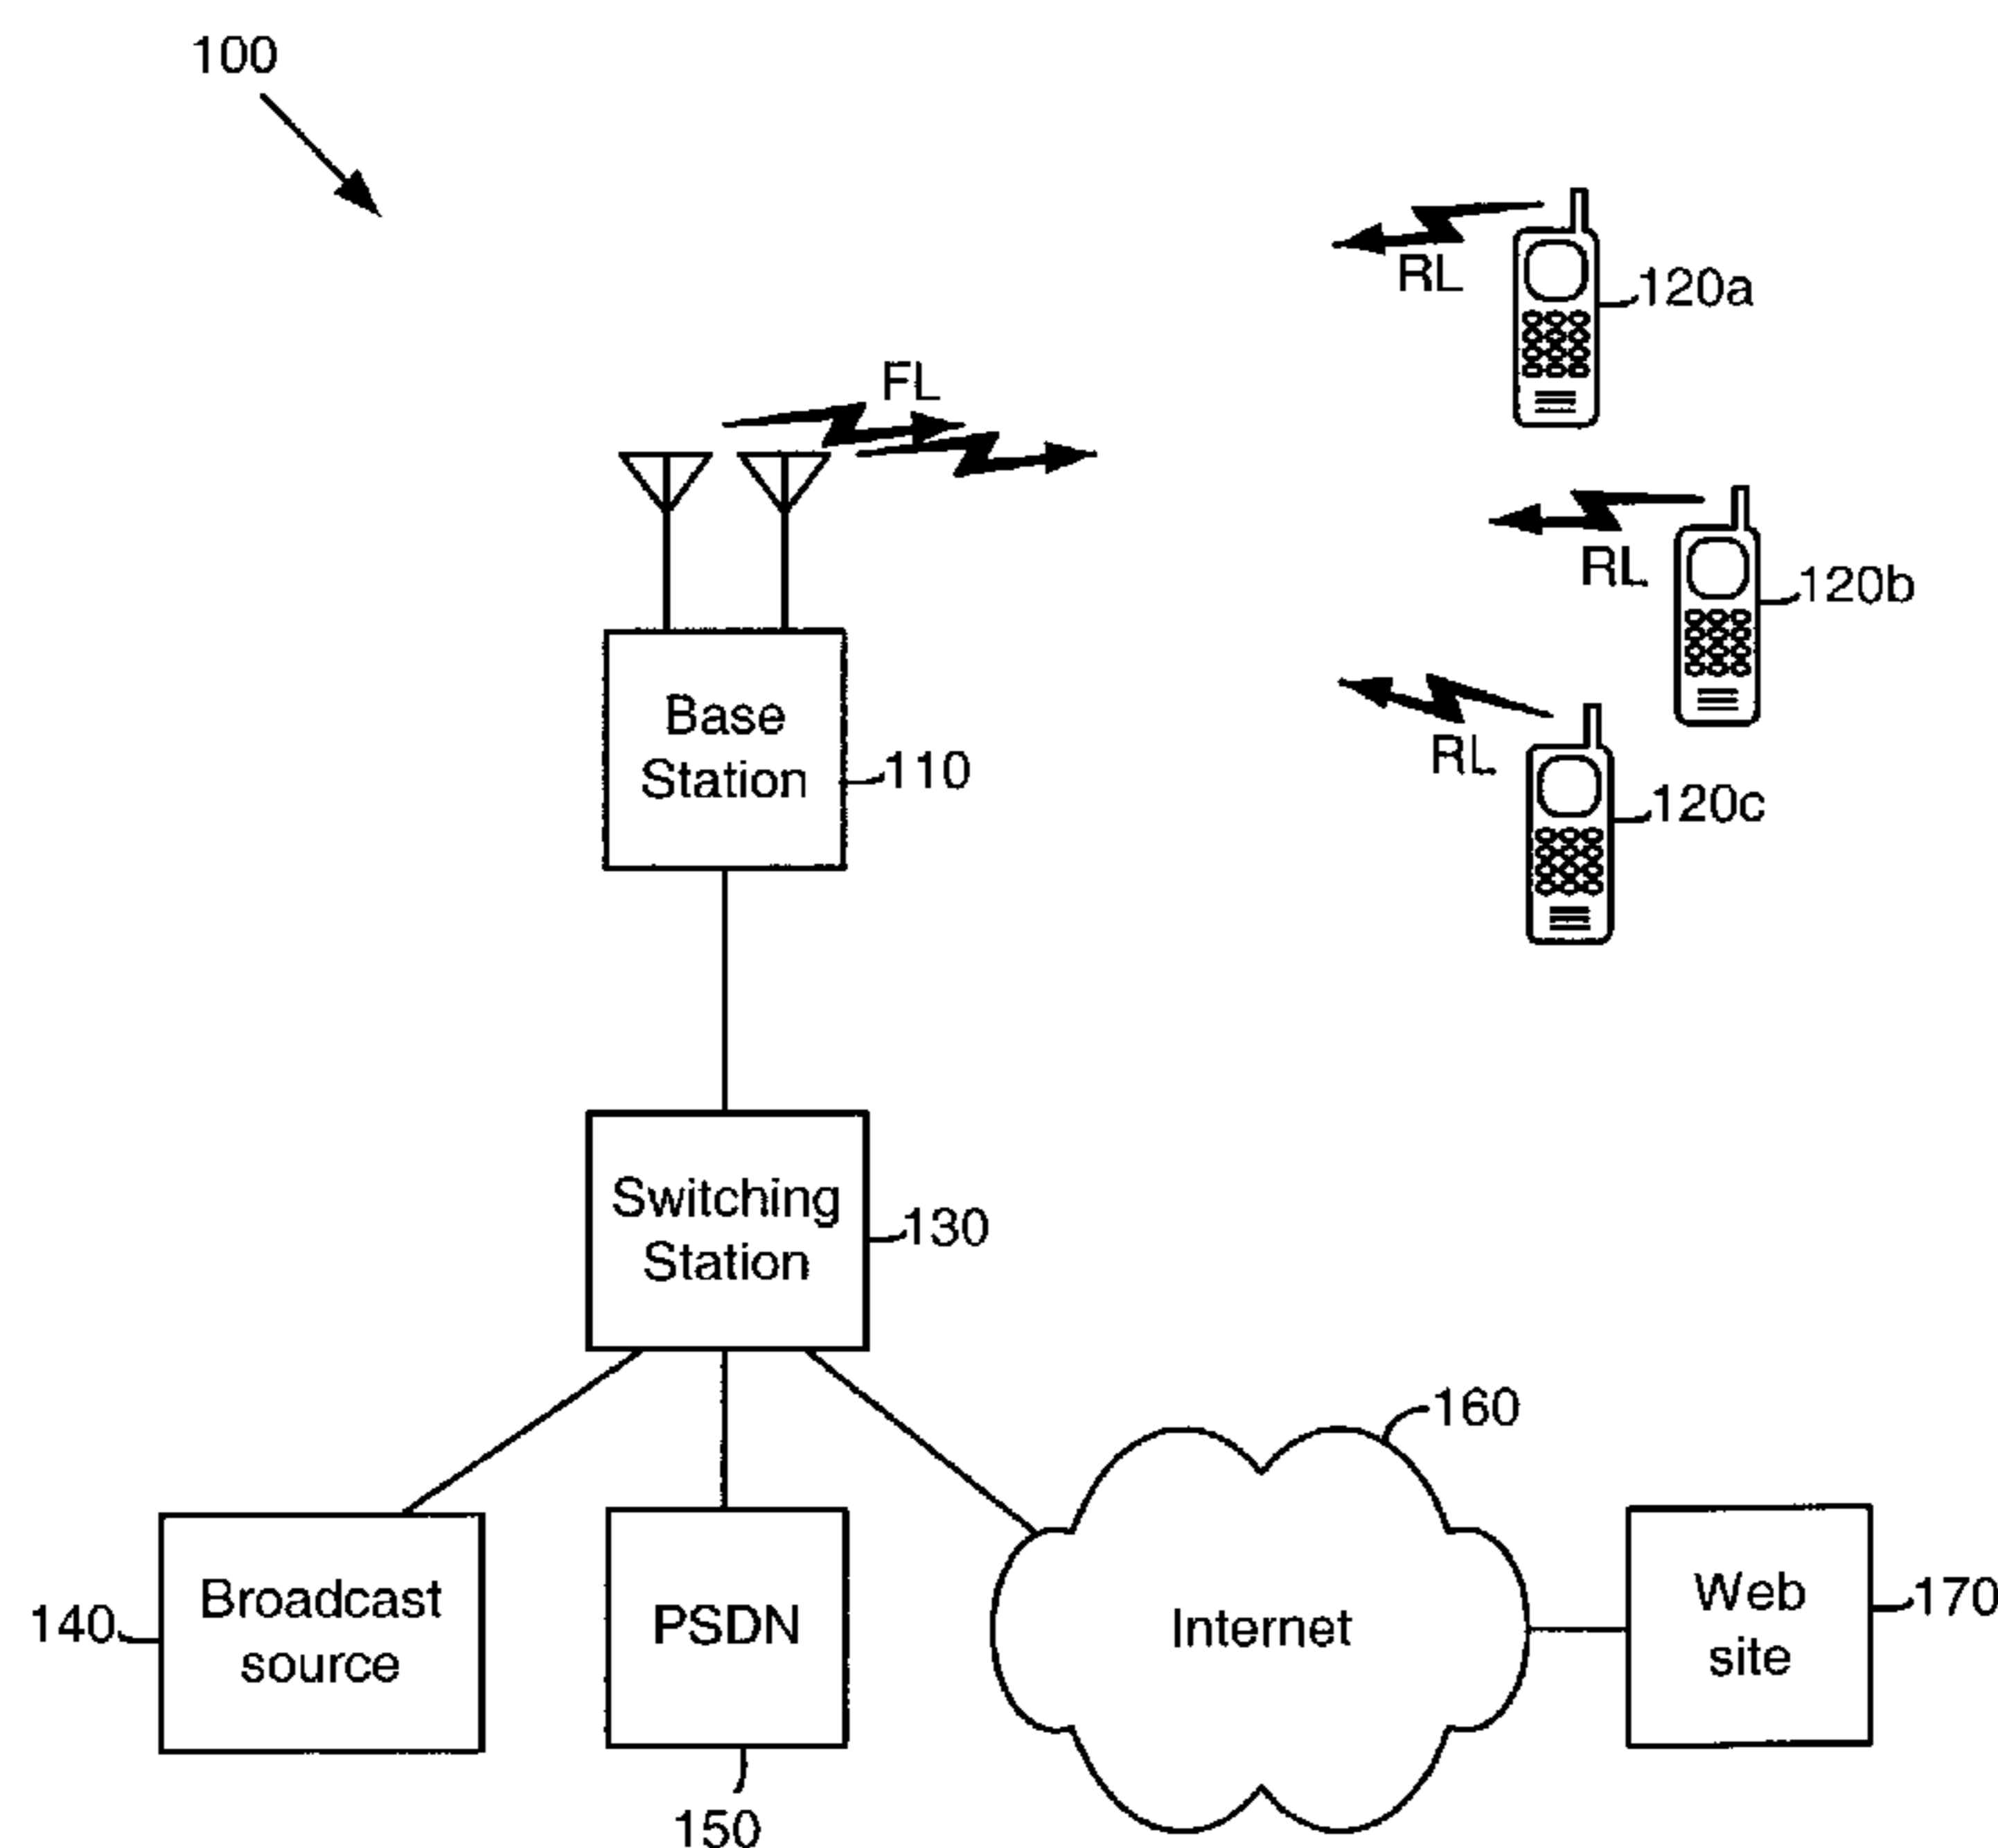 100
RL
120a
FL
RL
120b
Base
Station
110
RL
120c
Switching
Station
130
160
140
Broadcast
source
PSDN
Internet
Web
site
170
150